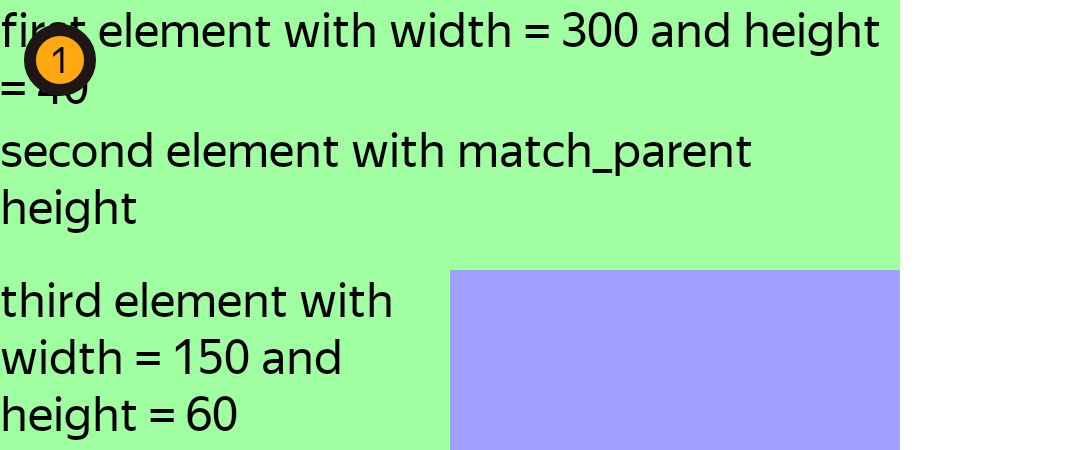 first element with width = 300 and height
1
= 40
second element with match_parent
height
third element with
width = 150 and
height = 60